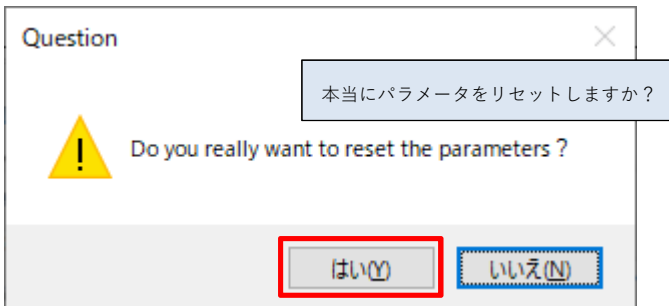 Question
本当にパラメータをリセットしますか？
Do you really want to reset the parameters ?
はい(Y)
いいえ(N)